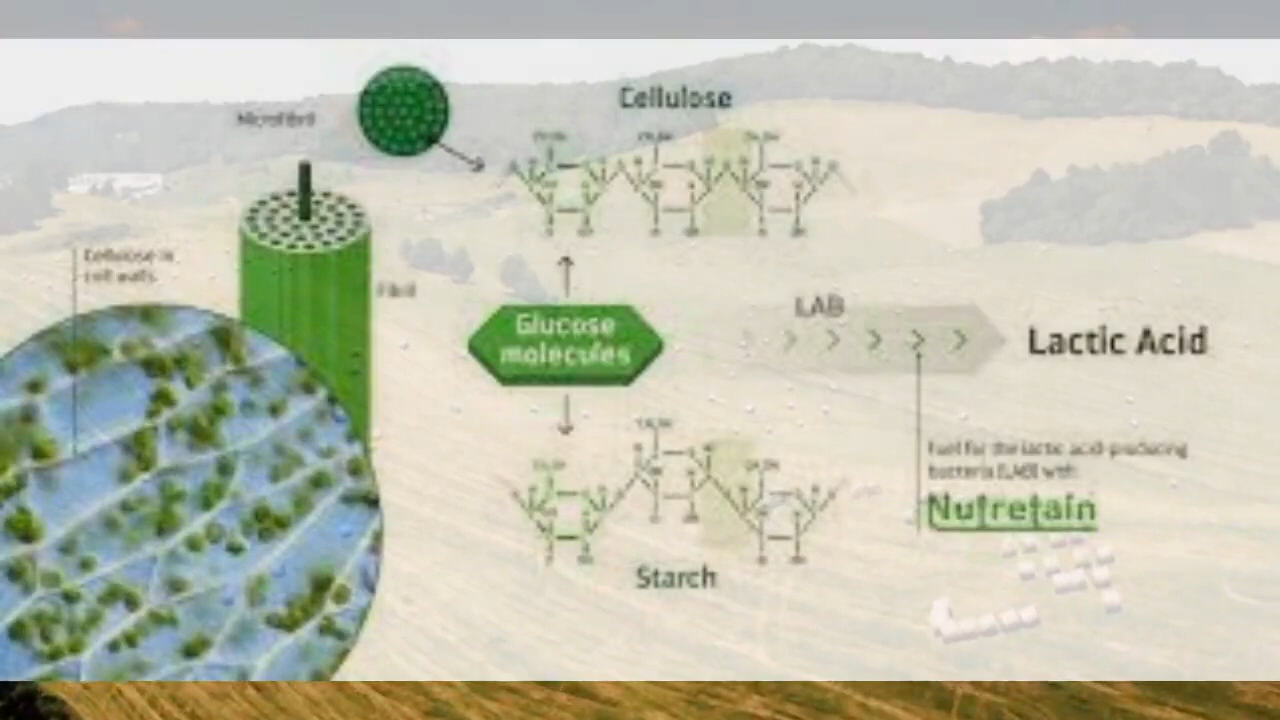 Cellulose
Microfibril
Cellulose in
cell walls
Fibril
Glucose
molecules
LAB
Lactic Acid
Fuel for the lactic acid-producing
bacteria (LAB) with
Nutretain
Starch